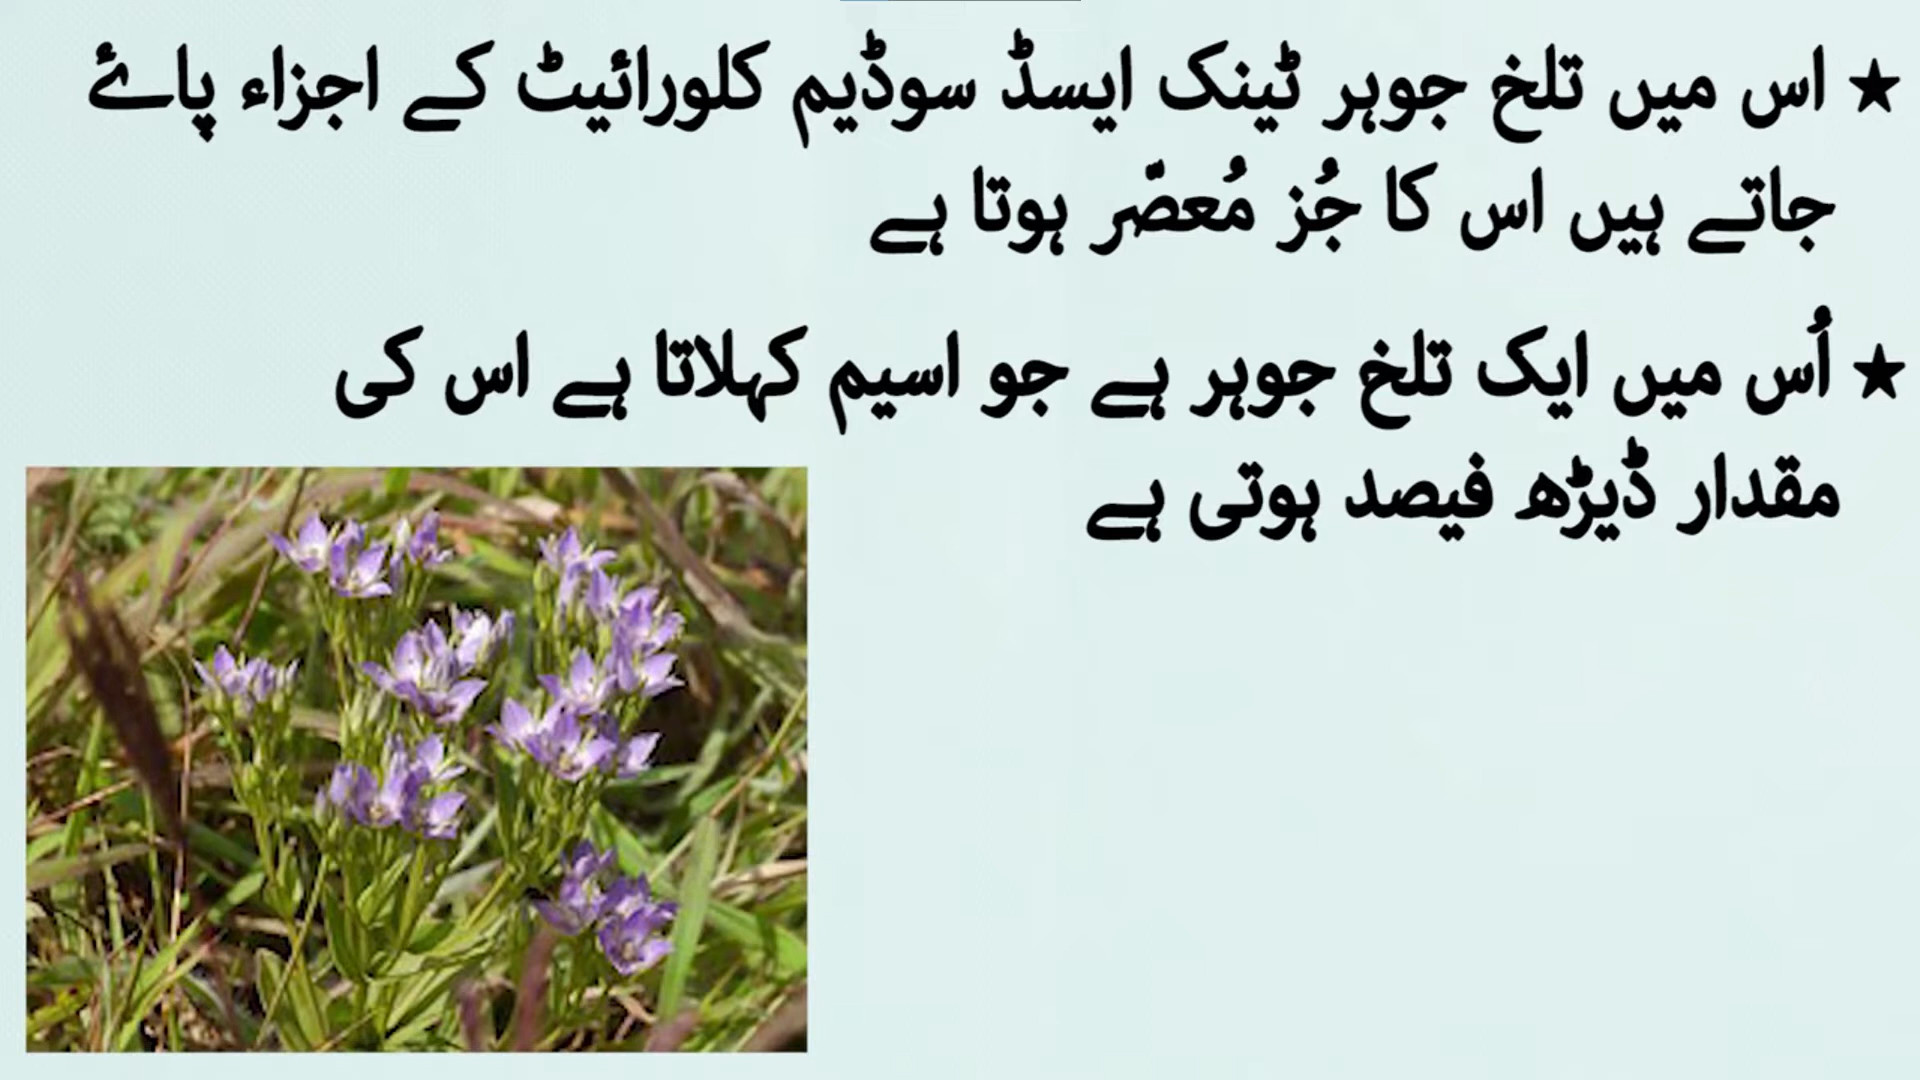 ★ اس میں تلخ جوہر ٹینک ایسڈ سوڈیم کلورائیٹ کے اجزاء پائے
جاتے ہیں اس کا جُز مُعصّر ہوتا ہے
★ اُس میں ایک تلخ جوہر ہے جو اسیم کہلاتا ہے اس کی
مقدار ڈیڑھ فیصد ہوتی ہے